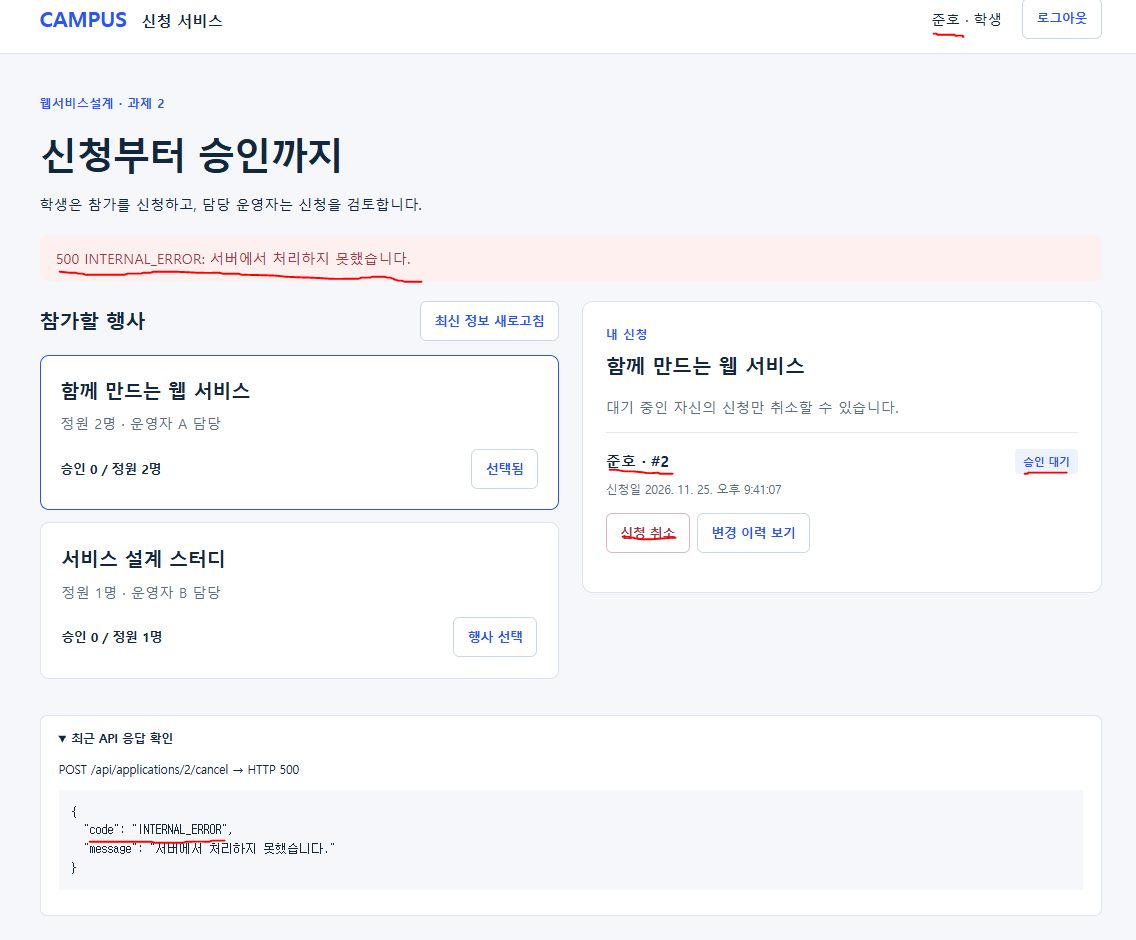 CAMPUS 신청 서비스
준호 · 학생
로그아웃
웹서비스설계 · 과제 2
신청부터 승인까지
학생은 참가를 신청하고, 담당 운영자는 신청을 검토합니다.
500 INTERNAL_ERROR: 서버에서 처리하지 못했습니다.
참가할 행사
최신 정보 새로고침
함께 만드는 웹 서비스
정원 2명 · 운영자 A 담당
승인 0 / 정원 2명
선택됨
서비스 설계 스터디
정원 1명 · 운영자 B 담당
승인 0 / 정원 1명
행사 선택
내 신청
함께 만드는 웹 서비스
대기 중인 자신의 신청만 취소할 수 있습니다.
준호 · #2
승인 대기
신청일 2026. 11. 25. 오후 9:41:07
신청 취소
변경 이력 보기
▼ 최근 API 응답 확인
POST /api/applications/2/cancel → HTTP 500
{
"code": "INTERNAL_ERROR",
"message": "서버에서 처리하지 못했습니다."
}